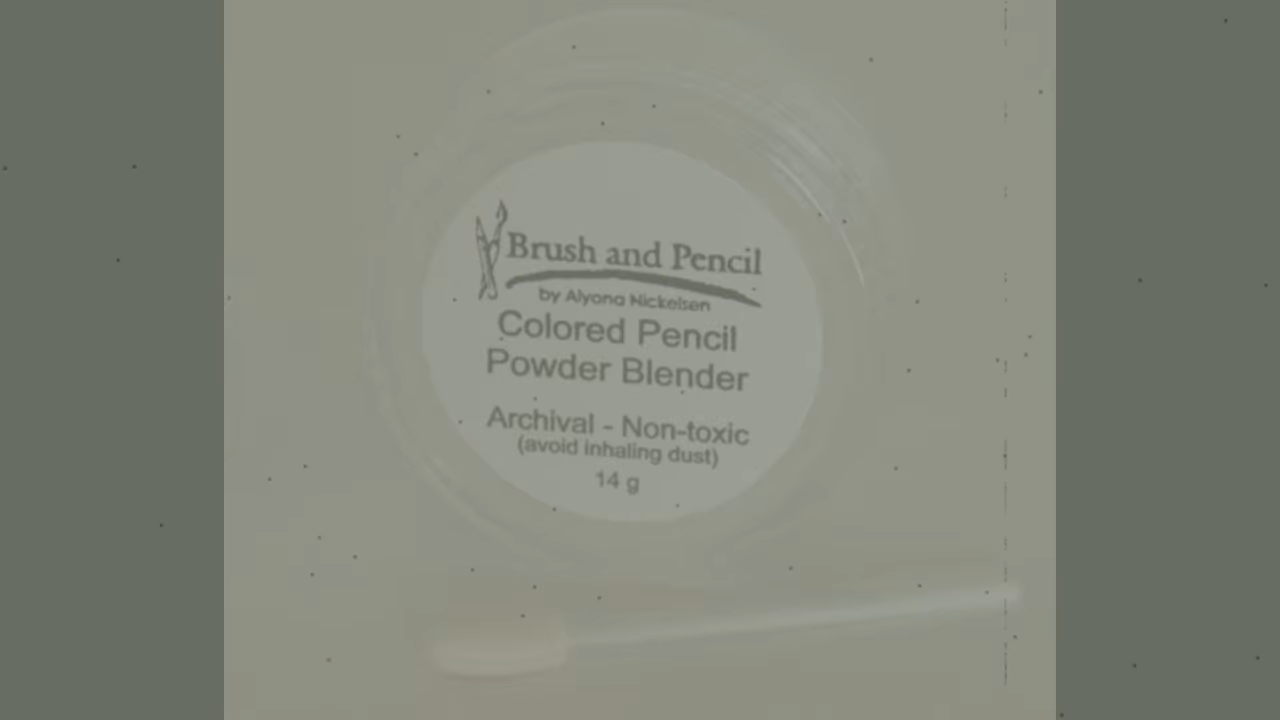 Brush and Pencil
by Alyona Nickelsen
Colored Pencil
Powder Blender
Archival - Non-toxic
(avoid inhaling dust)
14 g